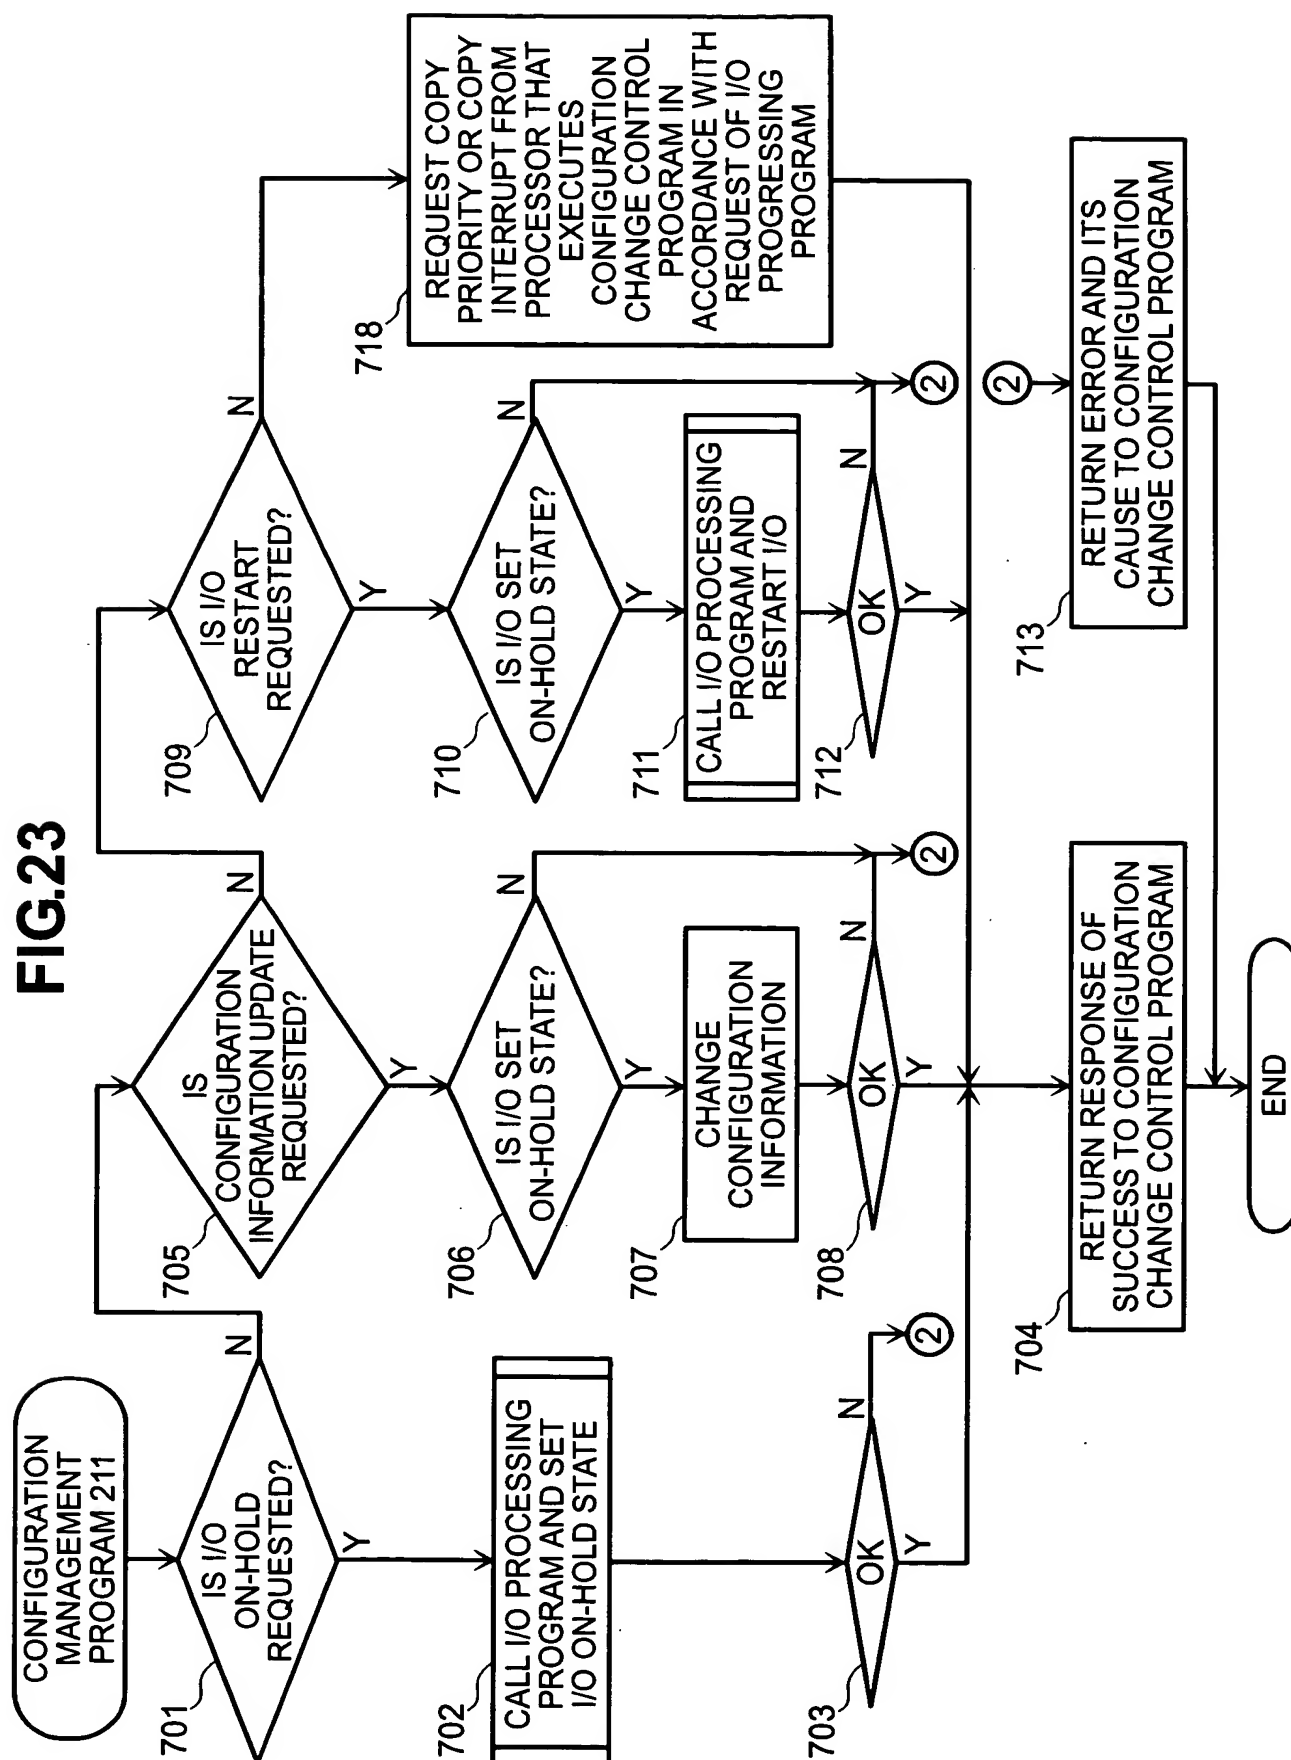 FIG.23
CONFIGURATION
MANAGEMENT
PROGRAM 211
701
IS I/O
ON-HOLD
REQUESTED?
N
Y
702
CALL I/O PROCESSING
PROGRAM AND SET
I/O ON-HOLD STATE
703
OK
N
Y
2
705
IS
CONFIGURATION
INFORMATION UPDATE
REQUESTED?
N
Y
706
IS I/O SET
ON-HOLD STATE?
N
Y
707
CHANGE
CONFIGURATION
INFORMATION
708
OK
N
Y
2
709
IS I/O
RESTART
REQUESTED?
N
Y
710
IS I/O SET
ON-HOLD STATE?
N
Y
711
CALL I/O PROCESSING
PROGRAM AND
RESTART I/O
712
OK
N
Y
2
718
REQUEST COPY
PRIORITY OR COPY
INTERRUPT FROM
PROCESSOR THAT
EXECUTES
CONFIGURATION
CHANGE CONTROL
PROGRAM IN
ACCORDANCE WITH
REQUEST OF I/O
PROGRESSING
PROGRAM
704
RETURN RESPONSE OF
SUCCESS TO CONFIGURATION
CHANGE CONTROL PROGRAM
2
713
RETURN ERROR AND ITS
CAUSE TO CONFIGURATION
CHANGE CONTROL PROGRAM
END